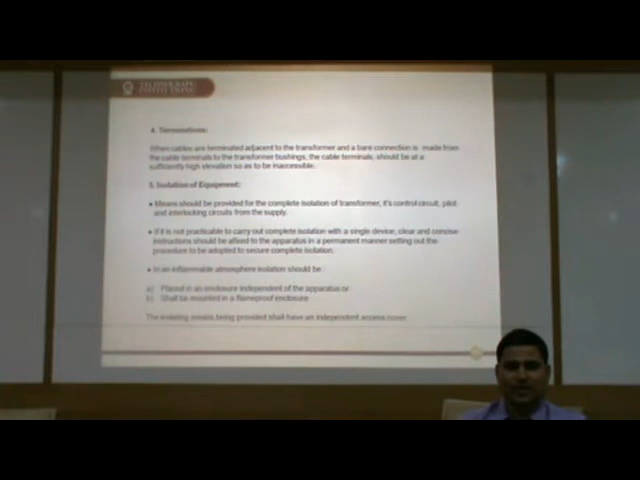 4. Terminations:
When cables are terminated adjacent to the transformer and a bare connection is made from
the cable terminals to the transformer bushings, the cable terminals, should be at a
sufficiently high elevation so as to be inaccessible.
5. Isolation of Equipment:
• Means should be provided for the complete isolation of transformer, it's control circuit, pilot
and interlocking circuits from the supply.
• If it is not practicable to carry out complete isolation with a single device, clear and concise
instructions should be affixed to the apparatus in a permanent manner setting out the
procedure to be adopted to secure complete isolation.
• In an inflammable atmosphere isolation should be
a) Placed in an enclosure independent of the apparatus or
b) Shall be mounted in a flameproof enclosure
The isolating means being provided shall have an independent access cover.